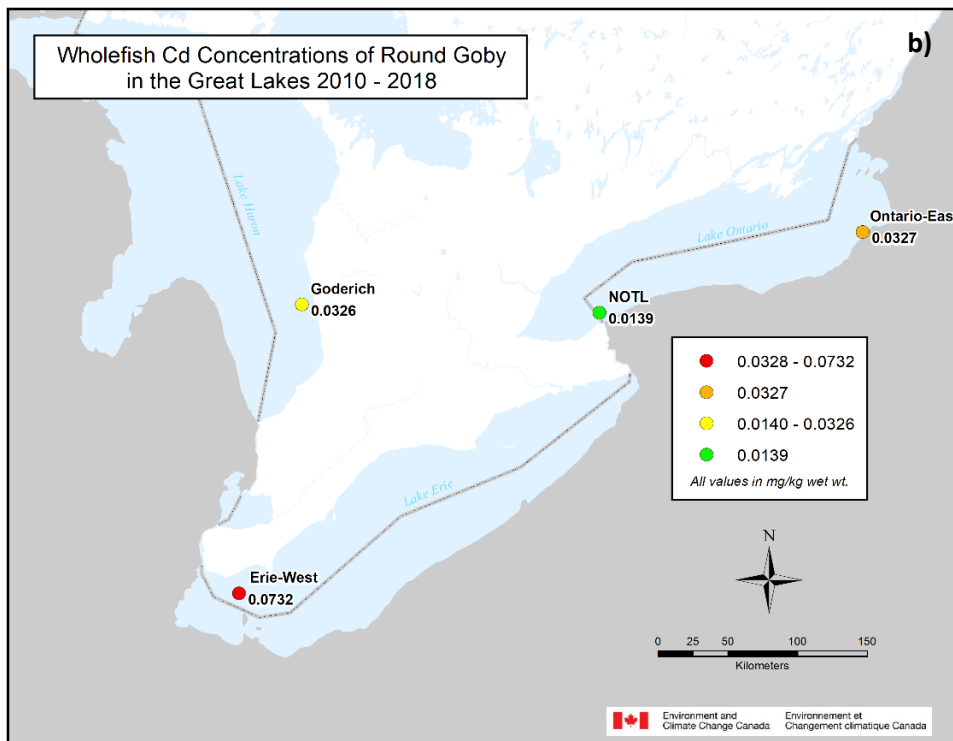 Wholefish Cd Concentrations of Round Goby
in the Great Lakes 2010 - 2018
b)
Lake Huron
Lake Ontario
Ontario-East
0.0327
Goderich
0.0326
NOTL
0.0139
0.0328 - 0.0732
0.0327
0.0140 - 0.0326
0.0139
All values in mg/kg wet wt.
Lake Erie
N
Erie-West
0.0732
0 25 50 100 150
Kilometers
Environment and
Climate Change Canada
Environnement et
Changement climatique Canada